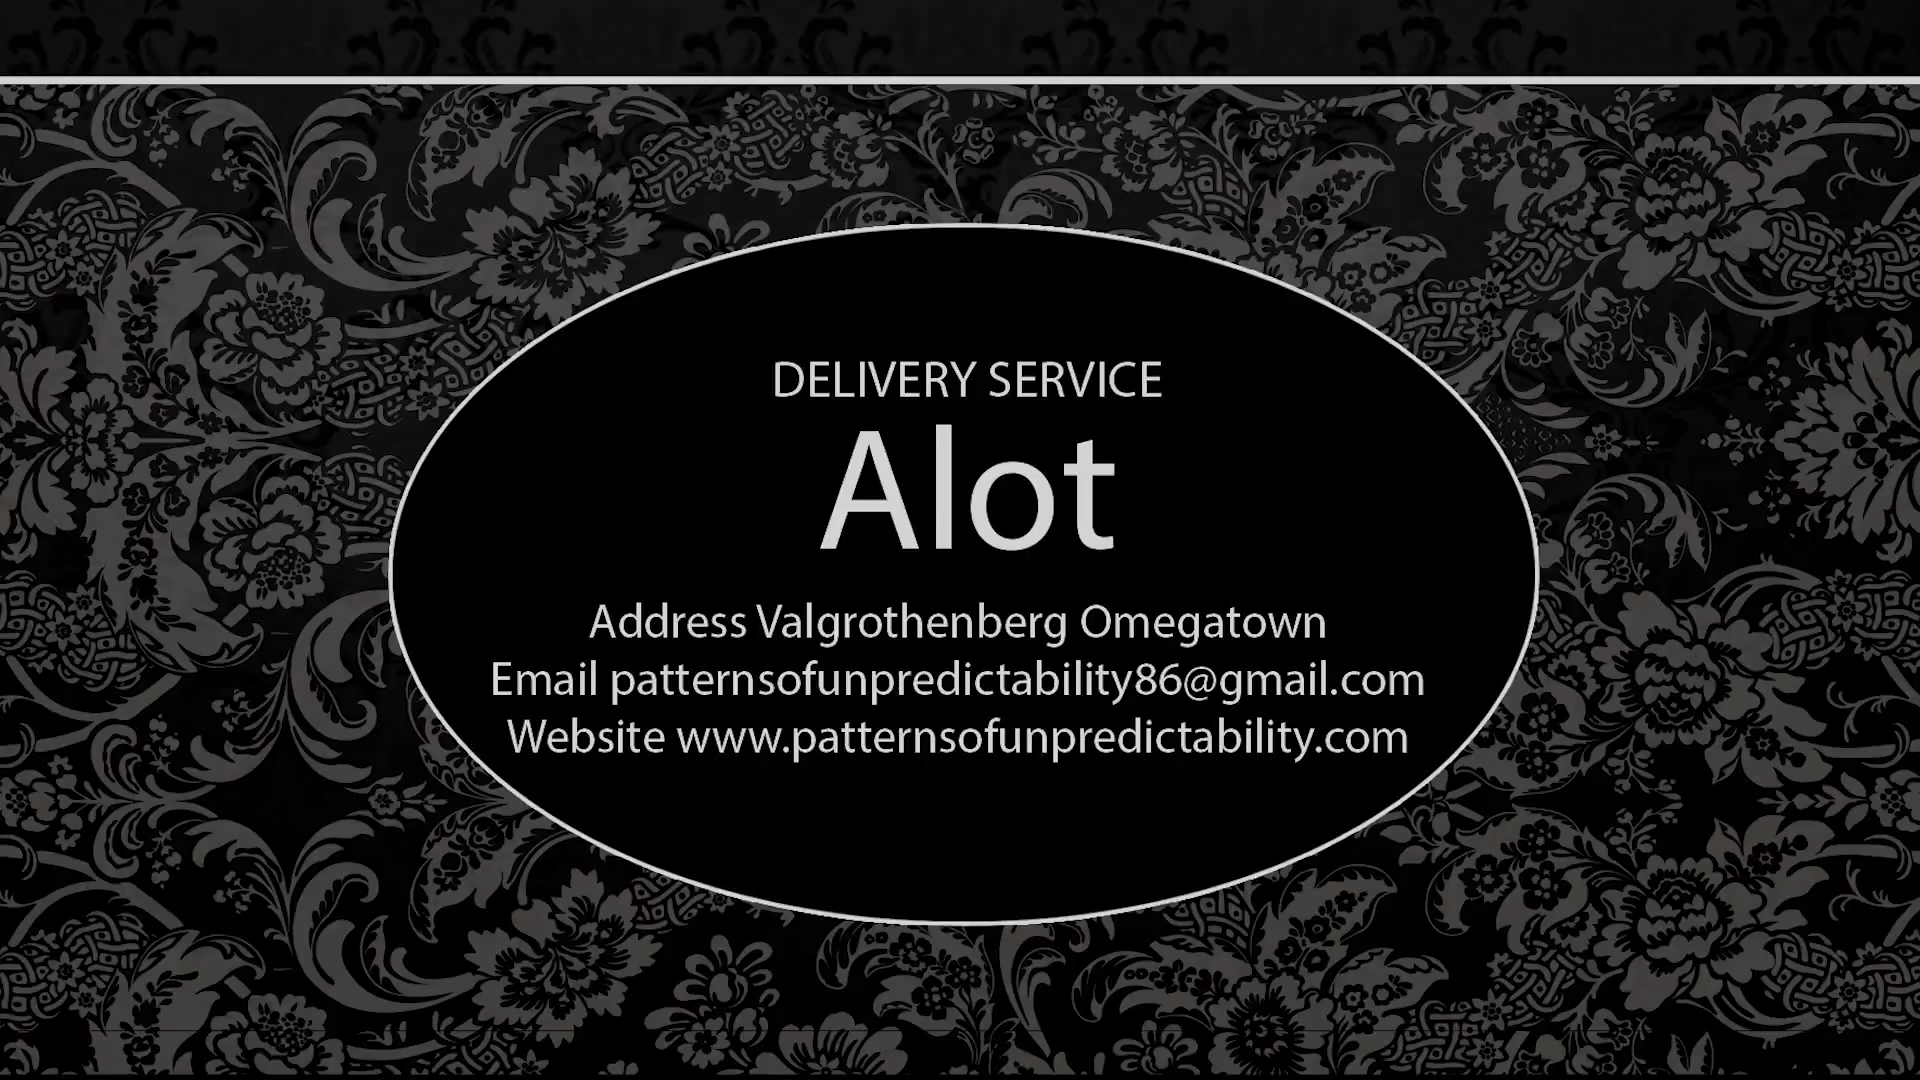 DELIVERY SERVICE
Alot
Address Valgrothenberg Omegatown
Email patternsofunpredictability86@gmail.com
Website www.patternsofunpredictability.com